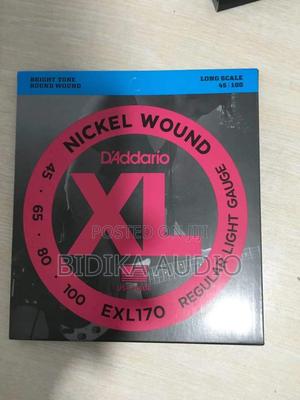 BRIGHT TONE
ROUND WOUND
LONG SCALE
45 | 100
NICKEL WOUND
D'Addario
XL
45 • 65 • 80 • 100
EXL170
REGULAR LIGHT GAUGE
POSTED ON JIJI
BIDIKA AUDIO